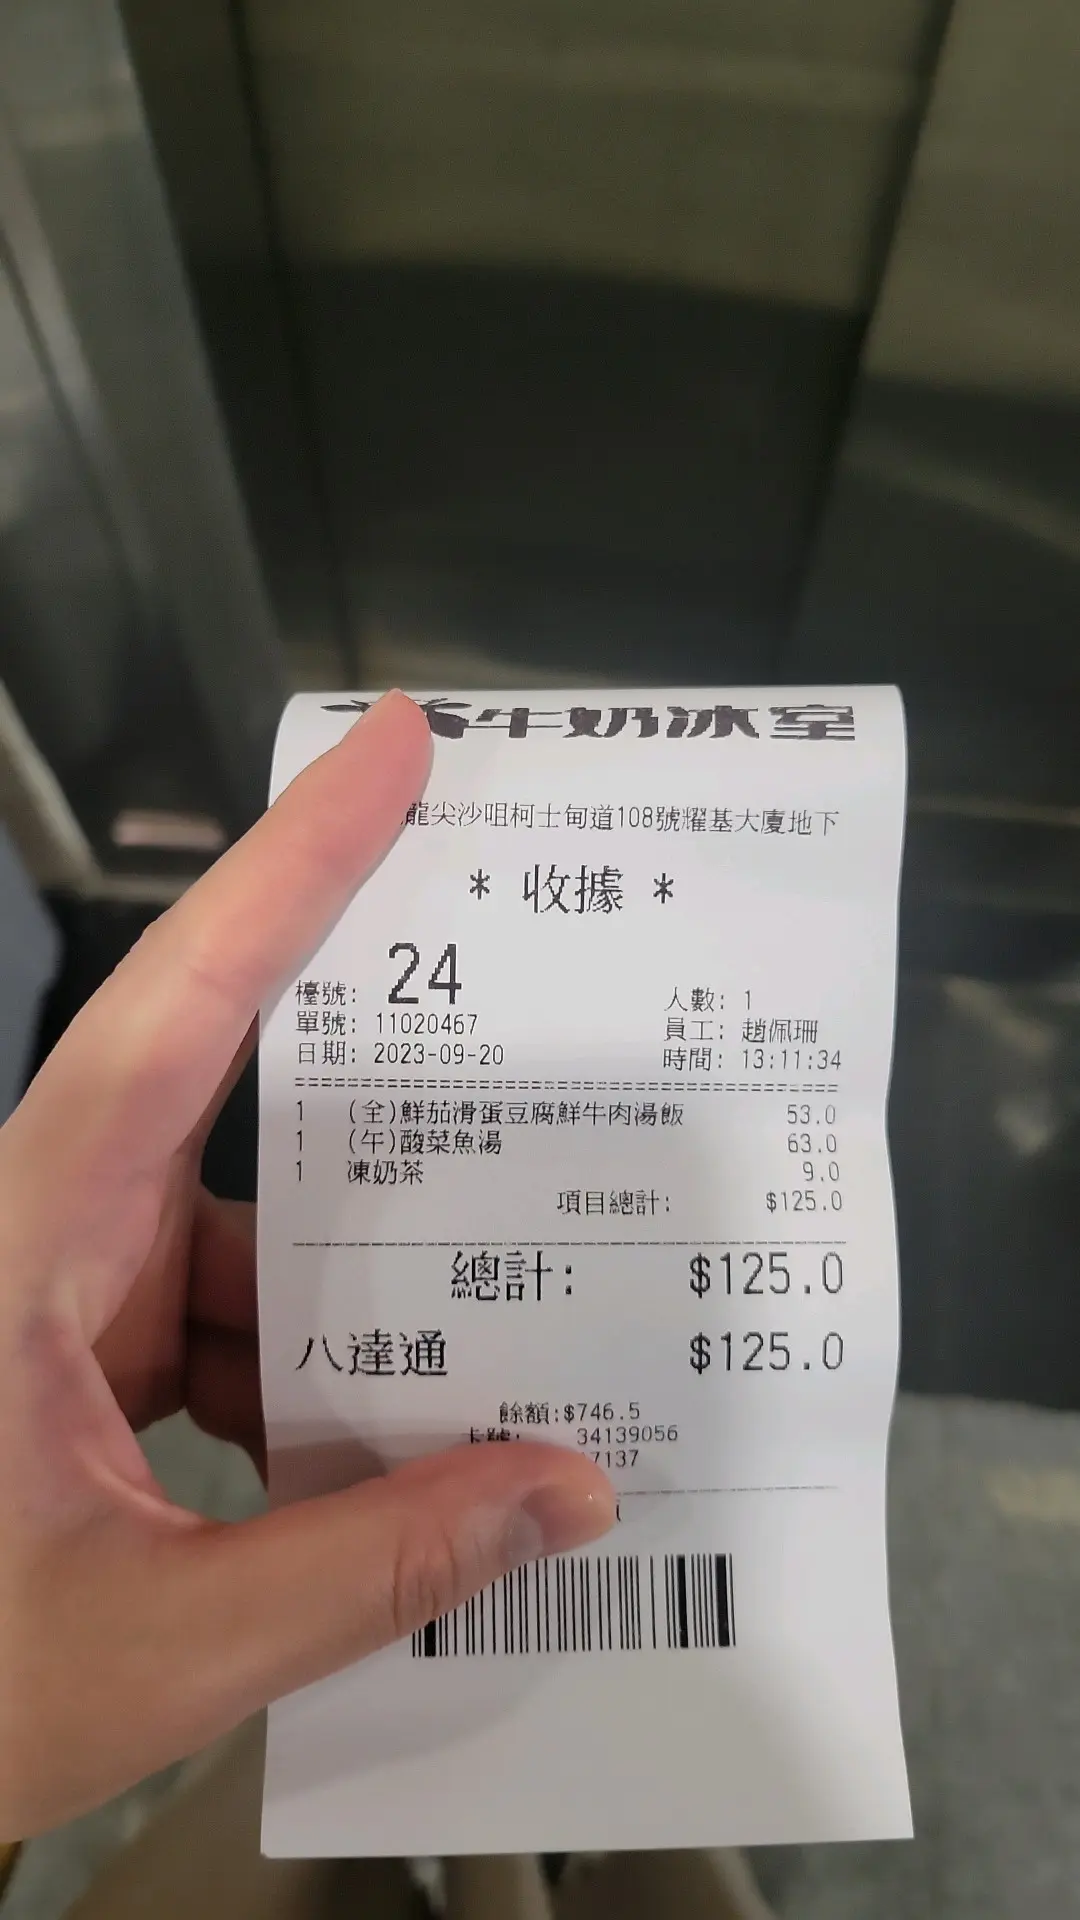 牛奶冰室
龍尖沙咀柯士甸道108號耀基大廈地下
* 收據 *
檯號: 24 人數: 1
單號: 11020467 員工: 趙佩珊
日期: 2023-09-20 時間: 13:11:34
1 (全)鮮茄滑蛋豆腐鮮牛肉湯飯 53.0
1 (午)酸菜魚湯 63.0
1 凍奶茶 9.0
項目總計: $125.0
總計: $125.0
八達通 $125.0
餘額:$746.5
卡號: 34139056
7137